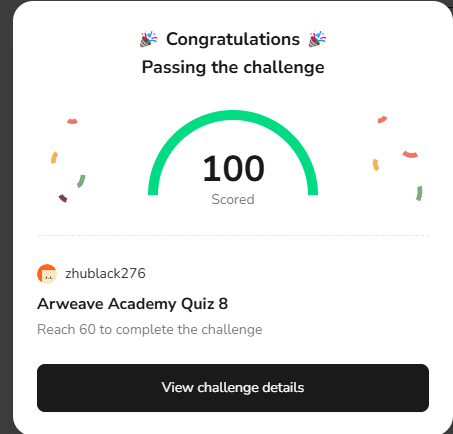 🎉 Congratulations 🎉
Passing the challenge
100
Scored
zhublack276
Arweave Academy Quiz 8
Reach 60 to complete the challenge
View challenge details